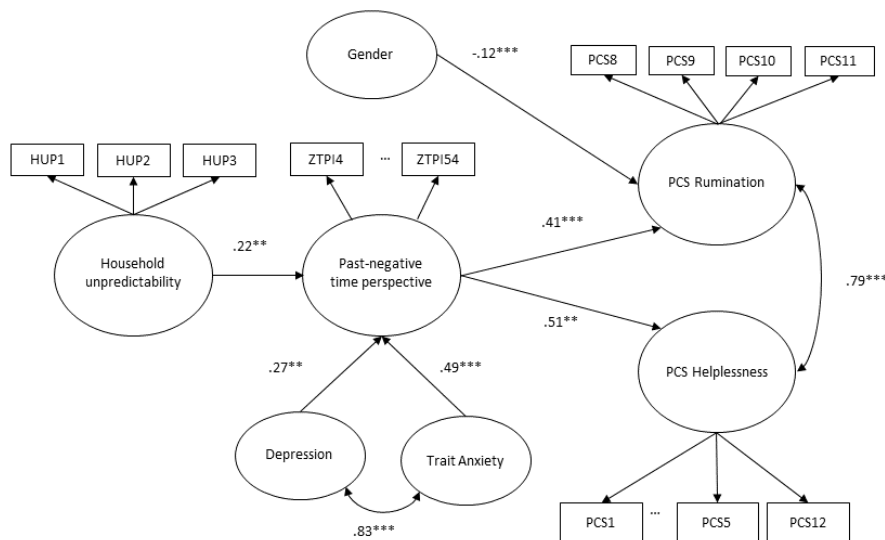 Gender
-.12***
PCS8
PCS9
PCS10
PCS11
HUP1
HUP2
HUP3
ZTPI4
...
ZTPI54
PCS Rumination
.41***
Household
unpredictability
.22**
Past-negative
time perspective
.79***
.51**
.27**
.49***
PCS Helplessness
Depression
Trait Anxiety
.83***
PCS1
...
PCS5
PCS12